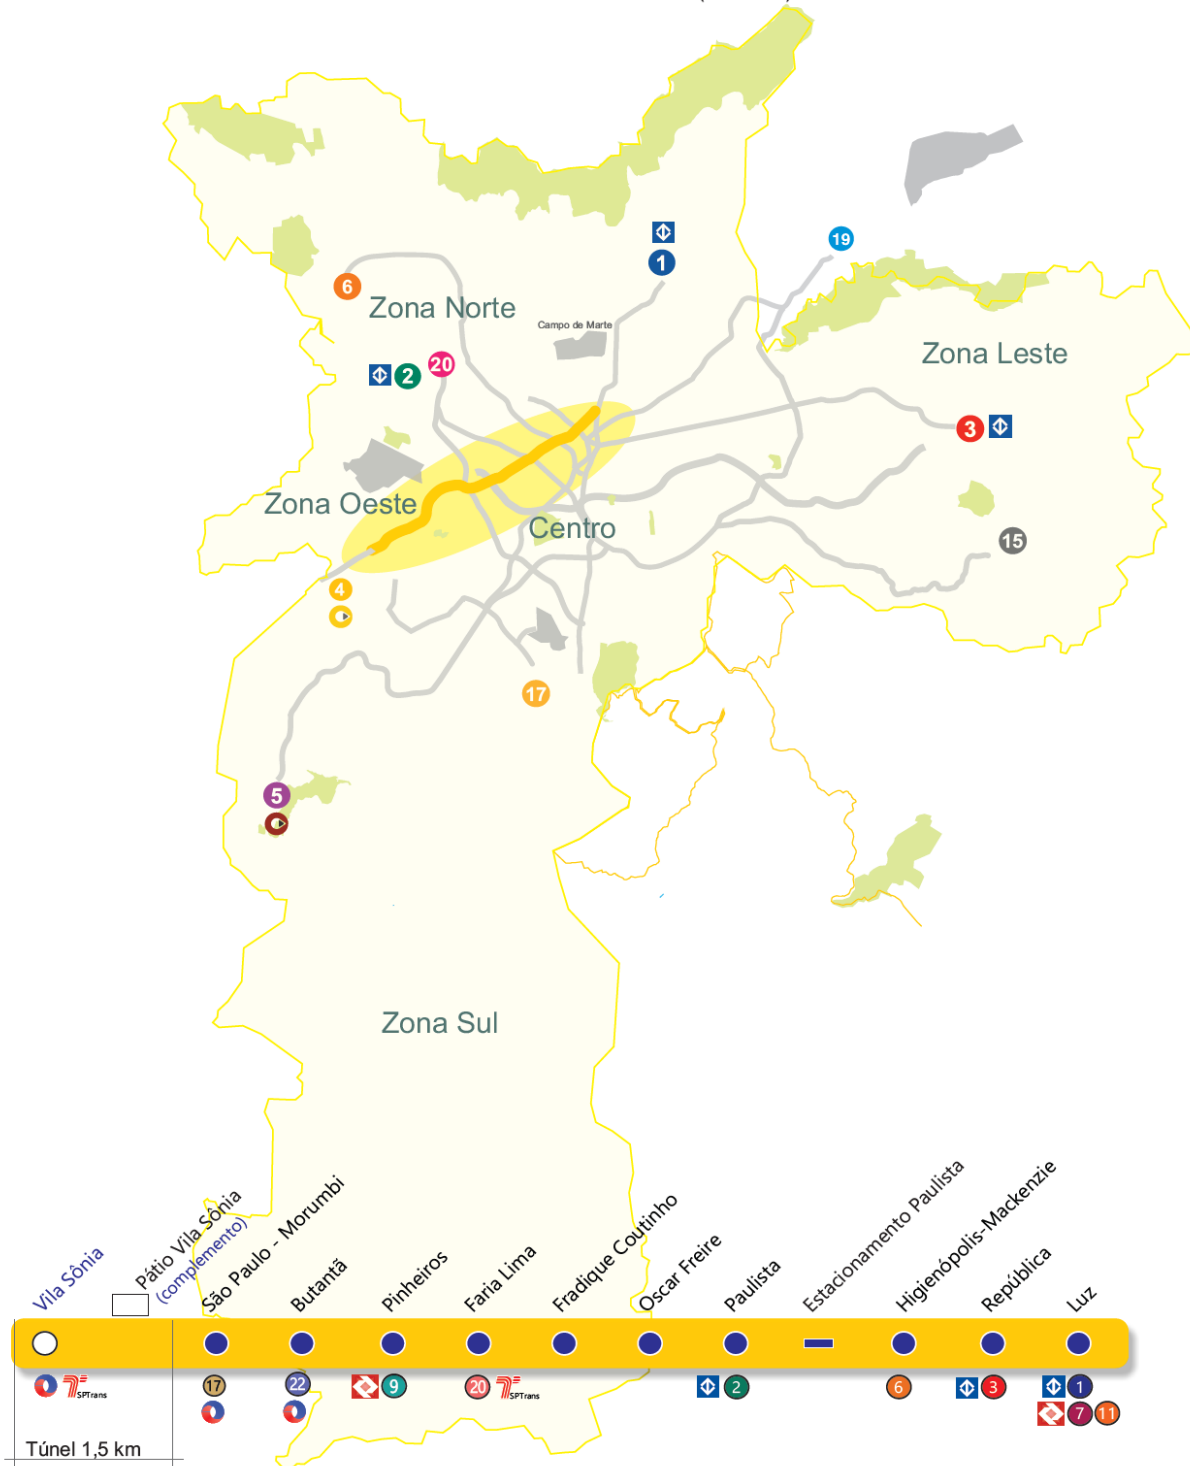 19
1
6
Zona Norte
Campo de Marte
Zona Leste
2
20
3
Zona Oeste
Centro
15
4
17
5
Zona Sul
Vila Sônia
Pátio Vila Sônia
(complemento)
São Paulo - Morumbi
Butantã
Pinheiros
Faria Lima
Fradique Coutinho
Oscar Freire
Paulista
Estacionamento Paulista
Higienópolis-Mackenzie
República
Luz
SPTrans
17
22
9
20
SPTrans
2
6
3
1
7
11
Túnel 1,5 km